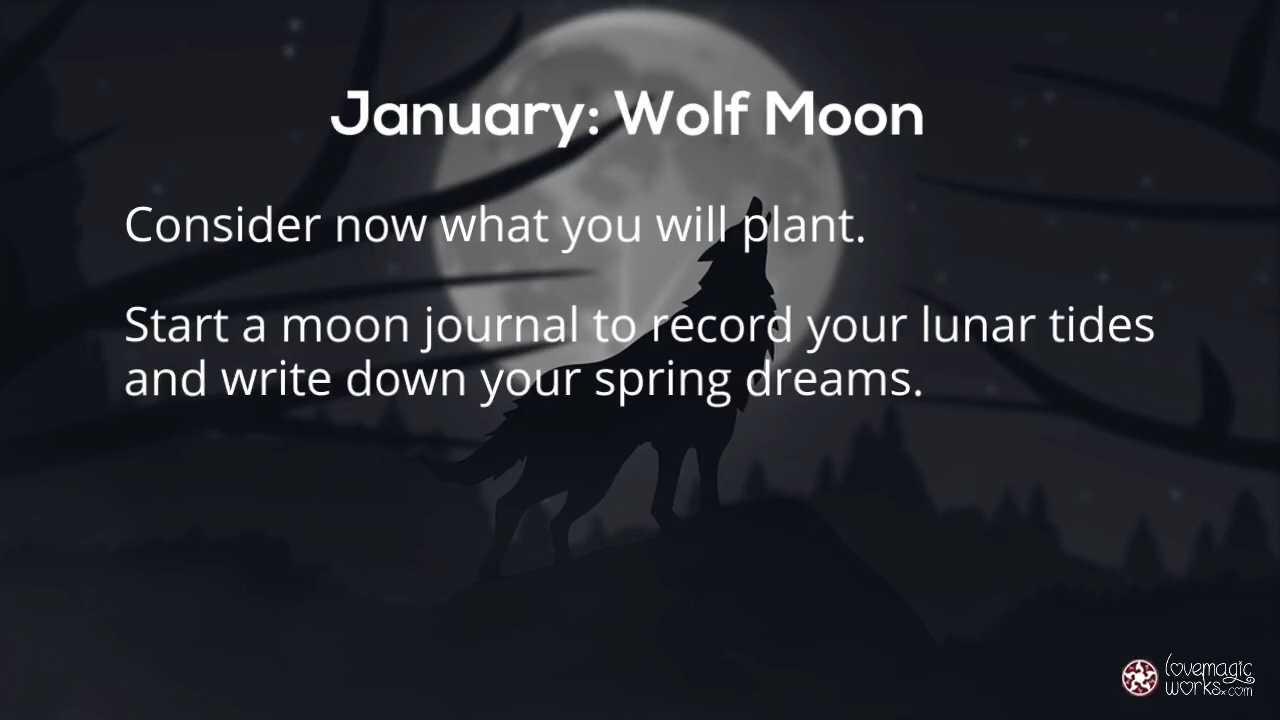 January: Wolf Moon
Consider now what you will plant.
Start a moon journal to record your lunar tides
and write down your spring dreams.
lovemagic
works.com